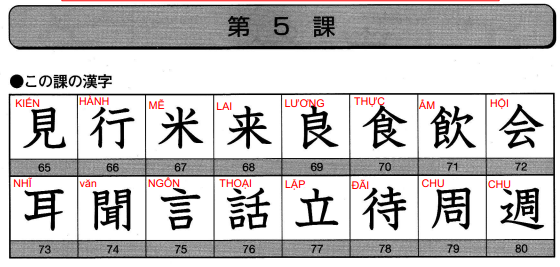 第 5 課
●この課の漢字
KIẾN HÀNH MỄ LAI LƯƠNG THỰC ẨM HỘI
見 行 米 来 良 食 飲 会
65 66 67 68 69 70 71 72
NHĨ văn NGÔN THOẠI LẬP ĐÃI CHU CHU
耳 聞 言 話 立 待 周 週
73 74 75 76 77 78 79 80